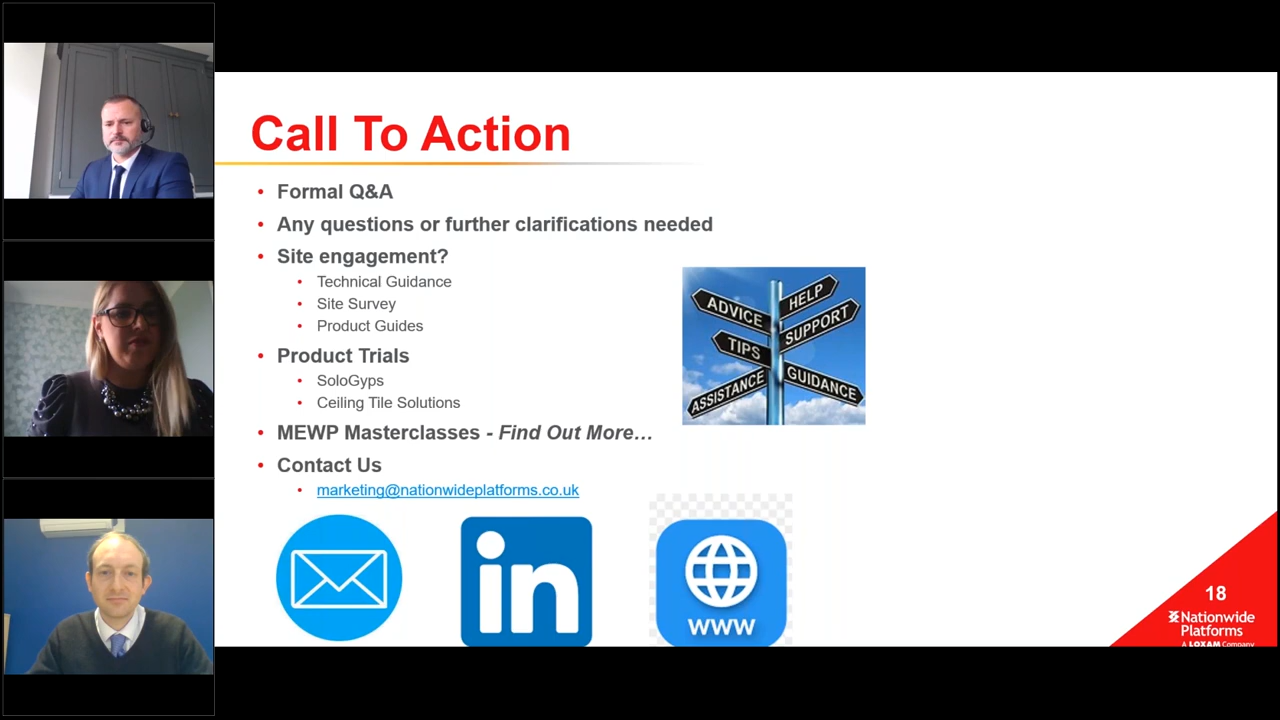 Call To Action
• Formal Q&A
• Any questions or further clarifications needed
• Site engagement?
• Technical Guidance
• Site Survey
• Product Guides
• Product Trials
• SoloGyps
• Ceiling Tile Solutions
• MEWP Masterclasses - Find Out More…
• Contact Us
• marketing@nationwideplatforms.co.uk
HELP
ADVICE
SUPPORT
TIPS
GUIDANCE
ASSISTANCE
in
www
18
Nationwide
Platforms
A LOXAM Company